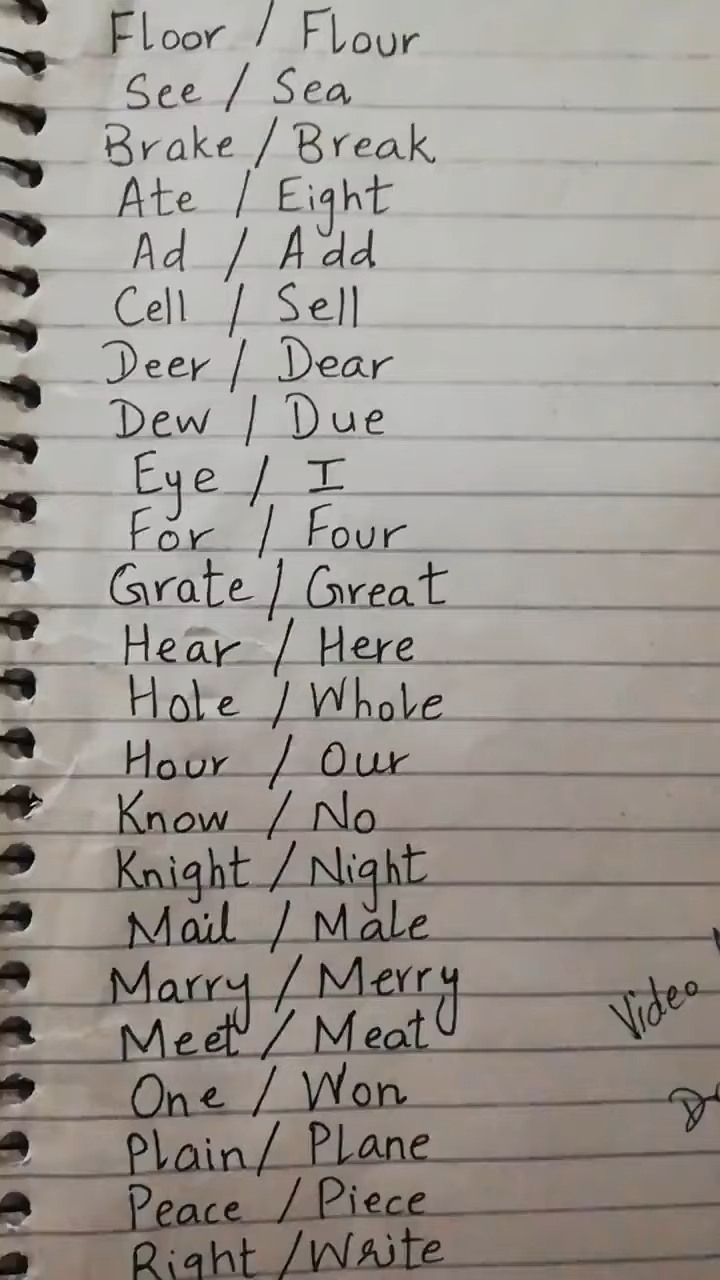 Floor / Flour
See / Sea
Brake / Break
Ate / Eight
Ad / Add
Cell / Sell
Deer / Dear
Dew / Due
Eye / I
For / Four
Grate / Great
Hear / Here
Hole / Whole
Hour / Our
Know / No
Knight / Night
Mail / Male
Marry / Merry
Video
Meet / Meat
One / Won
Plain / Plane
Peace / Piece
Right / Write